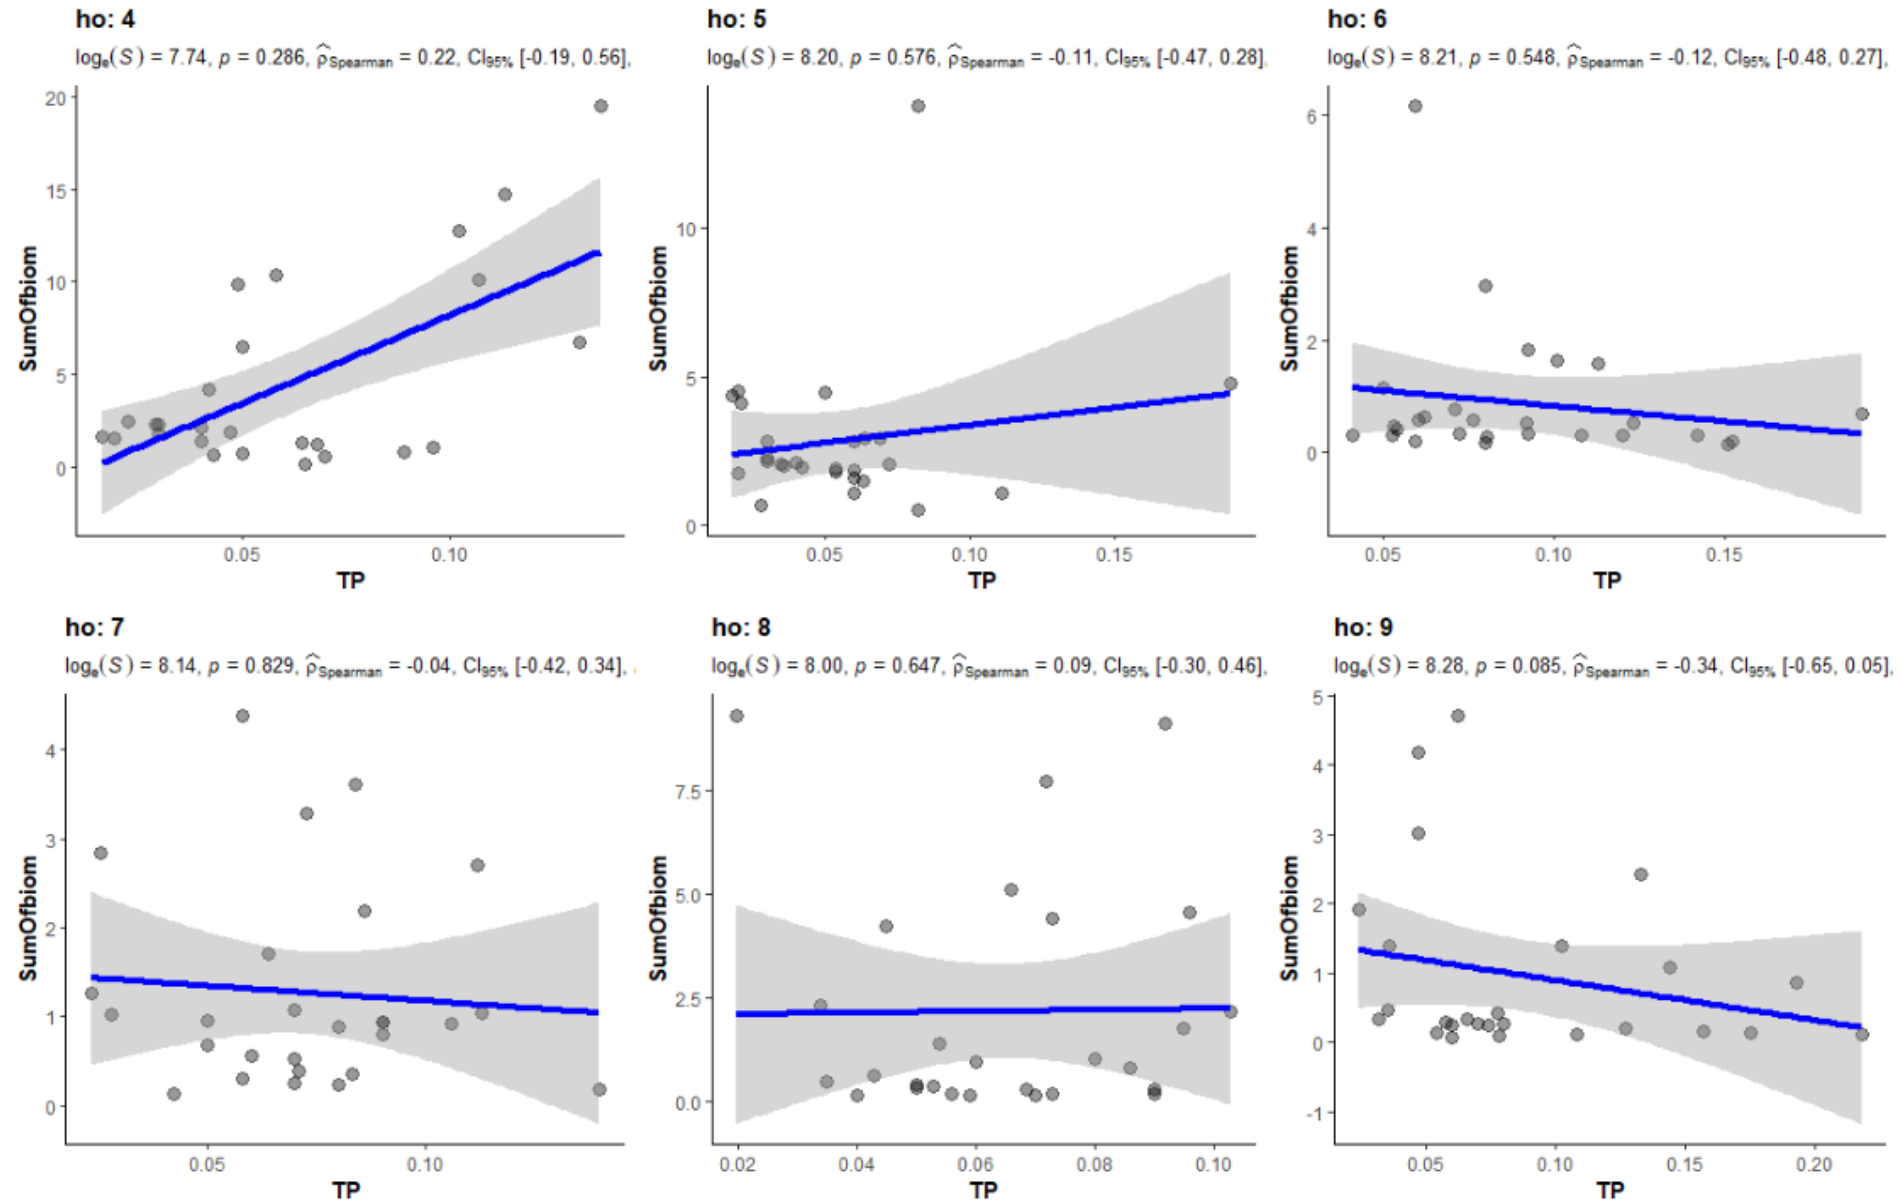 ho: 4
logₑ(S) = 7.74, p = 0.286, ρ̂Spearman = 0.22, CI95% [-0.19, 0.56],
20
15
10
5
0
SumOfbiom
0.05 0.10
TP
ho: 5
logₑ(S) = 8.20, p = 0.576, ρ̂Spearman = -0.11, CI95% [-0.47, 0.28],
10
5
0
SumOfbiom
0.05 0.10 0.15
TP
ho: 6
logₑ(S) = 8.21, p = 0.548, ρ̂Spearman = -0.12, CI95% [-0.48, 0.27],
6
4
2
0
SumOfbiom
0.05 0.10 0.15
TP
ho: 7
logₑ(S) = 8.14, p = 0.829, ρ̂Spearman = -0.04, CI95% [-0.42, 0.34],
4
3
2
1
0
SumOfbiom
0.05 0.10
TP
ho: 8
logₑ(S) = 8.00, p = 0.647, ρ̂Spearman = 0.09, CI95% [-0.30, 0.46],
7.5
5.0
2.5
0.0
SumOfbiom
0.02 0.04 0.06 0.08 0.10
TP
ho: 9
logₑ(S) = 8.28, p = 0.085, ρ̂Spearman = -0.34, CI95% [-0.65, 0.05],
5
4
3
2
1
0
-1
SumOfbiom
0.05 0.10 0.15 0.20
TP